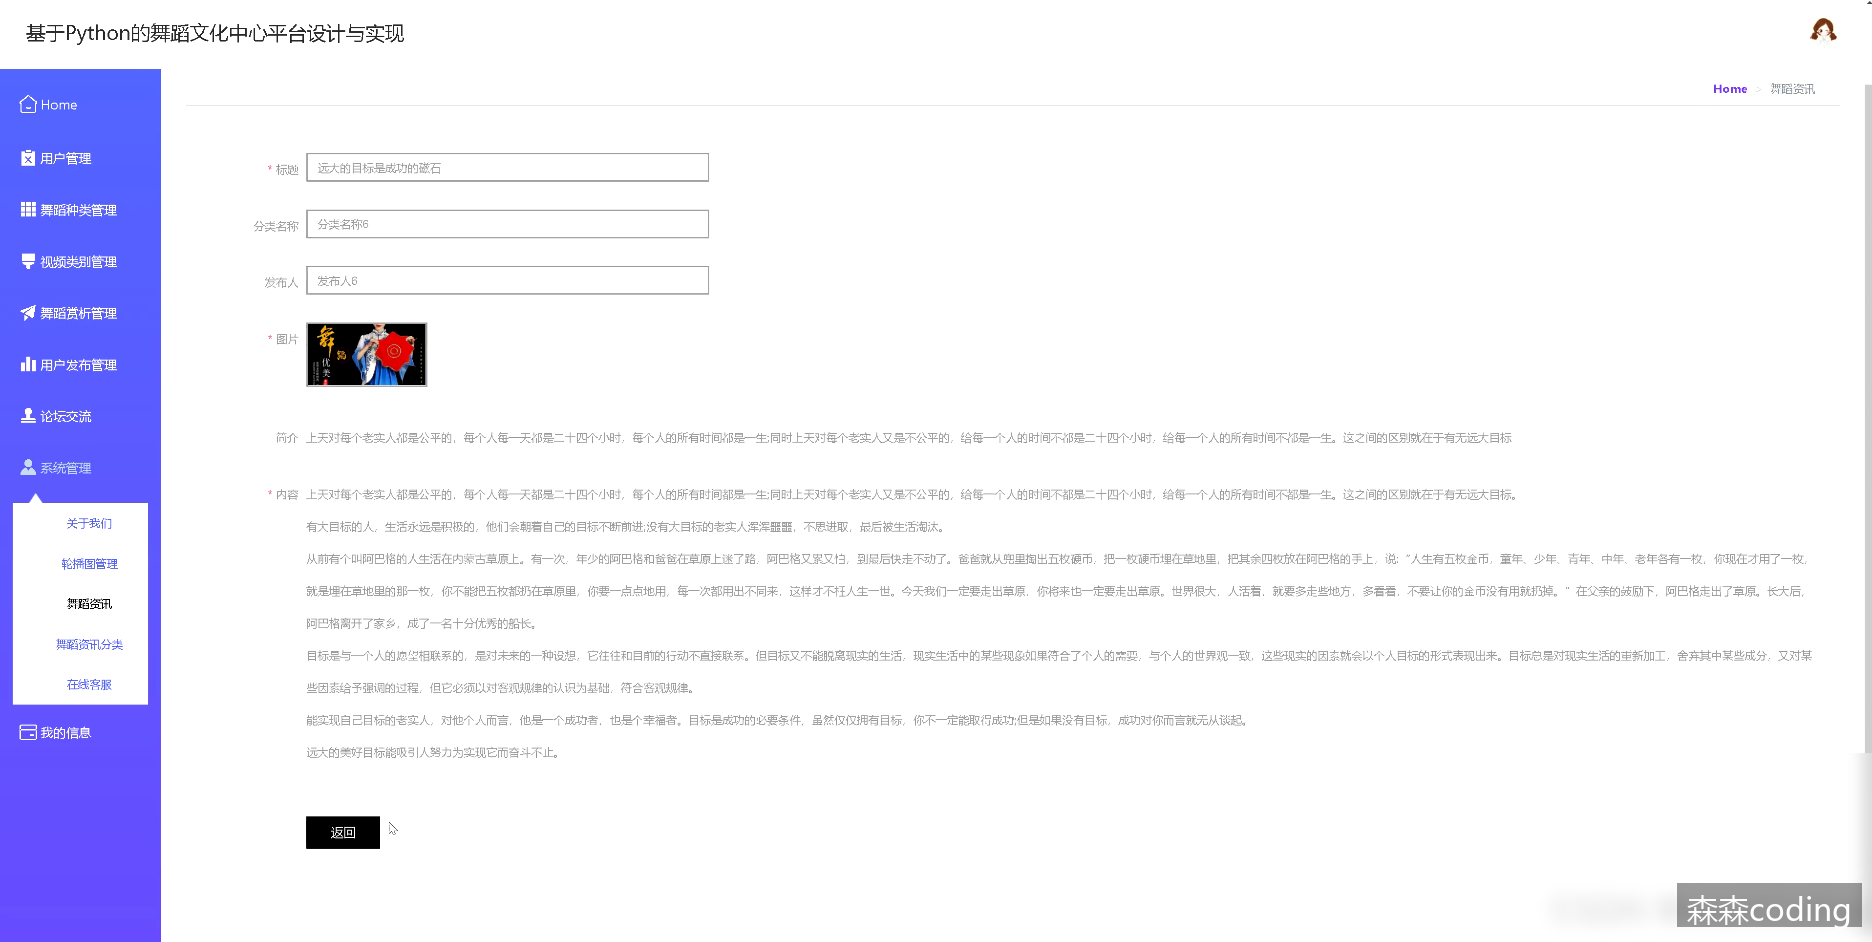 基于Python的舞蹈文化中心平台设计与实现
Home
用户管理
舞蹈种类管理
视频类别管理
舞蹈赏析管理
用户发布管理
论坛交流
系统管理
关于我们
轮播图管理
舞蹈资讯
舞蹈资讯分类
在线客服
我的信息
Home > 舞蹈资讯
* 标题 远大的目标是成功的磁石
分类名称 分类名称6
发布人 发布人6
* 图片
舞蹈
优美
简介 上天对每个老实人都是公平的，每个人每一天都是二十四个小时，每个人的所有时间都是一生;同时上天对每个老实人又是不公平的，给每一个人的时间不都是二十四个小时，给每一个人的所有时间不都是一生。这之间的区别就在于有无远大目标
* 内容 上天对每个老实人都是公平的，每个人每一天都是二十四个小时，每个人的所有时间都是一生;同时上天对每个老实人又是不公平的，给每一个人的时间不都是二十四个小时，给每一个人的所有时间不都是一生。这之间的区别就在于有无远大目标。
有大目标的人，生活永远是积极的，他们会朝着自己的目标不断前进;没有大目标的老实人浑浑噩噩，不思进取，最后被生活淘汰。
从前有个叫阿巴格的人生活在内蒙古草原上。有一次，年少的阿巴格和爸爸在草原上迷了路，阿巴格又累又怕，到最后快走不动了。爸爸就从兜里掏出五枚硬币，把一枚硬币埋在草地里，把其余四枚放在阿巴格的手上，说:“人生有五枚金币，童年、少年、青年、中年、老年各有一枚，你现在才用了一枚，
就是埋在草地里的那一枚，你不能把五枚都扔在草原里，你要一点点地用，每一次都用出不同来，这样才不枉人生一世。今天我们一定要走出草原，你将来也一定要走出草原。世界很大，人活着，就要多走些地方，多看看，不要让你的金币没有用就扔掉。”在父亲的鼓励下，阿巴格走出了草原。长大后，
阿巴格离开了家乡，成了一名十分优秀的船长。
目标是与一个人的愿望相联系的，是对未来的一种设想，它往往和目前的行动不直接联系。但目标又不能脱离现实的生活，现实生活中的某些现象如果符合了个人的需要，与个人的世界观一致，这些现实的因素就会以个人目标的形式表现出来。目标总是对现实生活的重新加工，舍弃其中某些成分，又对某
些因素给予强调的过程，但它必须以对客观规律的认识为基础，符合客观规律。
能实现自己目标的老实人，对他个人而言，他是一个成功者，也是个幸福者。目标是成功的必要条件，虽然仅仅拥有目标，你不一定能取得成功;但是如果没有目标，成功对你而言就无从谈起。
远大的美好目标能吸引人努力为实现它而奋斗不止。
返回
森森coding